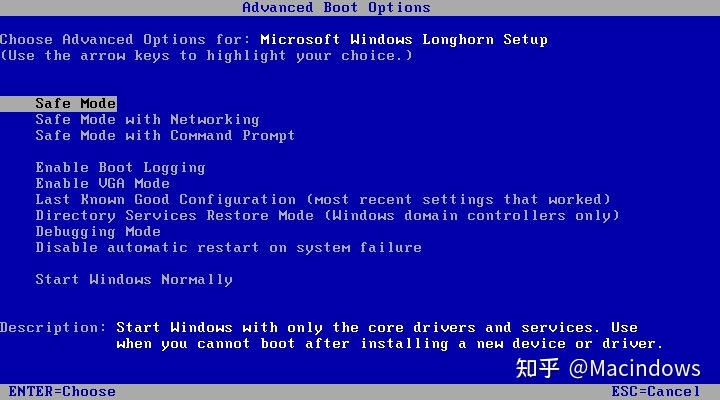 Advanced Boot Options
Choose Advanced Options for: Microsoft Windows Longhorn Setup
(Use the arrow keys to highlight your choice.)
Safe Mode
Safe Mode with Networking
Safe Mode with Command Prompt
Enable Boot Logging
Enable VGA Mode
Last Known Good Configuration (most recent settings that worked)
Directory Services Restore Mode (Windows domain controllers only)
Debugging Mode
Disable automatic restart on system failure
Start Windows Normally
Description: Start Windows with only the core drivers and services. Use
when you cannot boot after installing a new device or driver.
知乎 @Macindows
ENTER=Choose ESC=Cancel